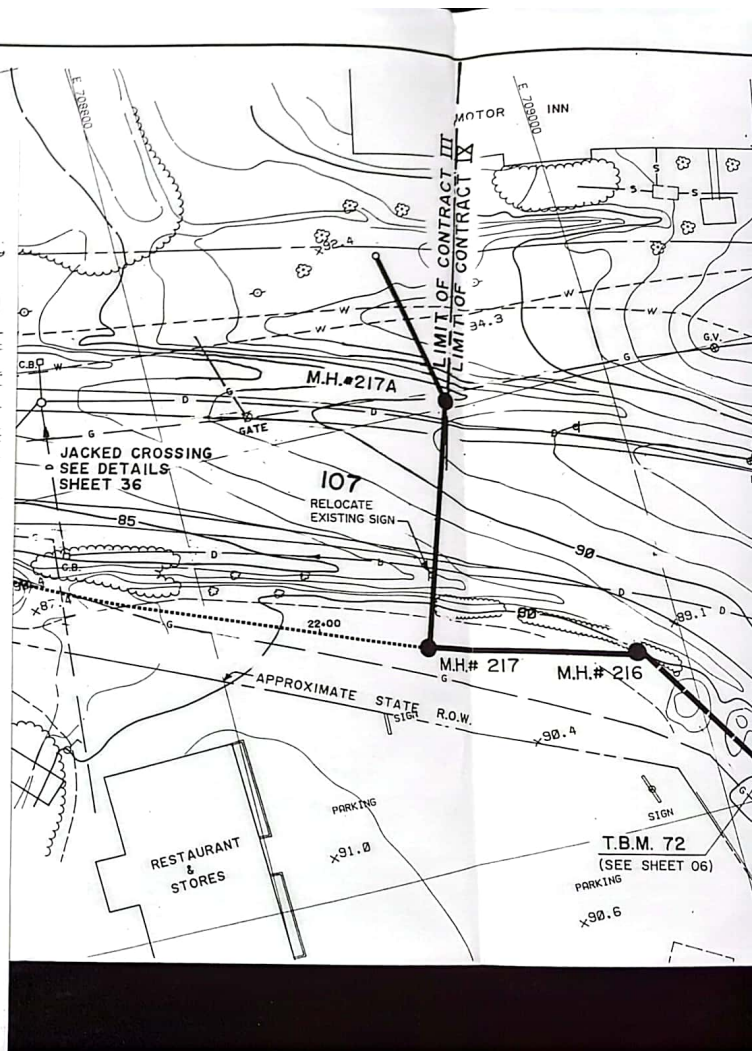 E 708800
E 709000
MOTOR INN
LIMIT OF CONTRACT III
LIMIT OF CONTRACT IX
S
S
S
x92.4
W
W
W
34.3
W
G.V.
G
C.B.
W
M.H.#217A
G
D
D
D
d
G
GATE
D
JACKED CROSSING
SEE DETAILS
SHEET 36
107
RELOCATE
EXISTING SIGN
85
90
D
C.B.
D
D
90
x89.1
D
22+00
G
M.H.# 217
M.H.# 216
G
APPROXIMATE STATE R.O.W.
SIGN
x90.4
G
SIGN
PARKING
x91.0
RESTAURANT
&
STORES
T.B.M. 72
(SEE SHEET 06)
PARKING
x90.6